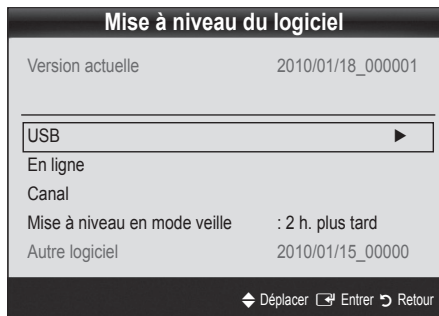 Mise à niveau du logiciel
Version actuelle 2010/01/18_000001
USB ►
En ligne
Canal
Mise à niveau en mode veille : 2 h. plus tard
Autre logiciel 2010/01/15_00000
Déplacer Entrer Retour